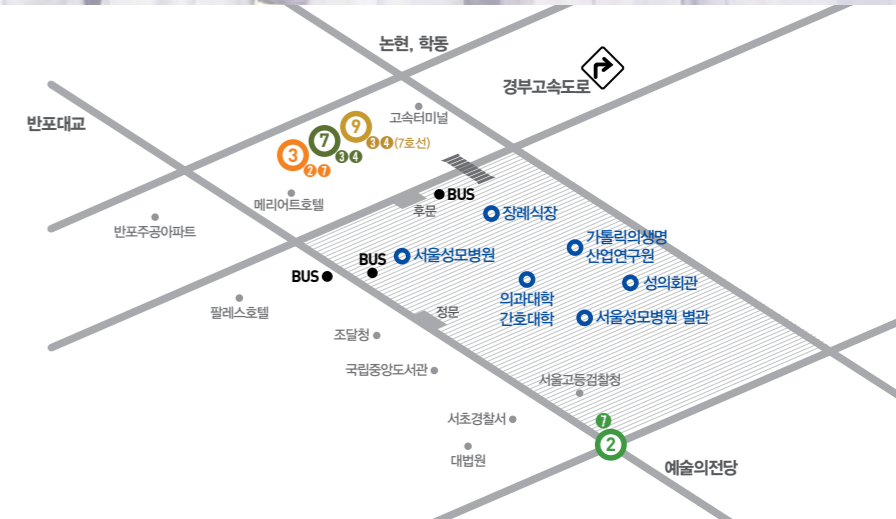 논현, 학동
경부고속도로
반포대교
고속터미널
9
3 4 (7호선)
7
3 4
3
2 7
메리어트호텔
반포주공아파트
BUS
후문
장례식장
가톨릭의생명
산업연구원
서울성모병원
BUS
BUS
성의회관
의과대학
간호대학
서울성모병원 별관
팔레스호텔
정문
조달청
국립중앙도서관
서울고등검찰청
서초경찰서
7
2
대법원
예술의전당